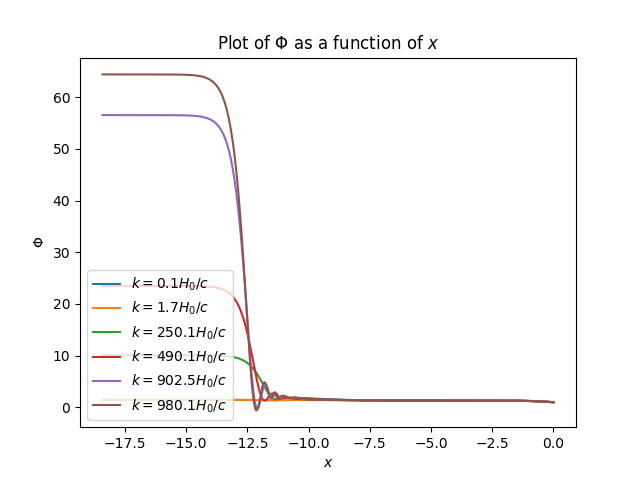 Plot of Φ as a function of x
Φ
60
50
40
30
20
10
0
k = 0.1H₀/c
k = 1.7H₀/c
k = 250.1H₀/c
k = 490.1H₀/c
k = 902.5H₀/c
k = 980.1H₀/c
−17.5 −15.0 −12.5 −10.0 −7.5 −5.0 −2.5 0.0
x